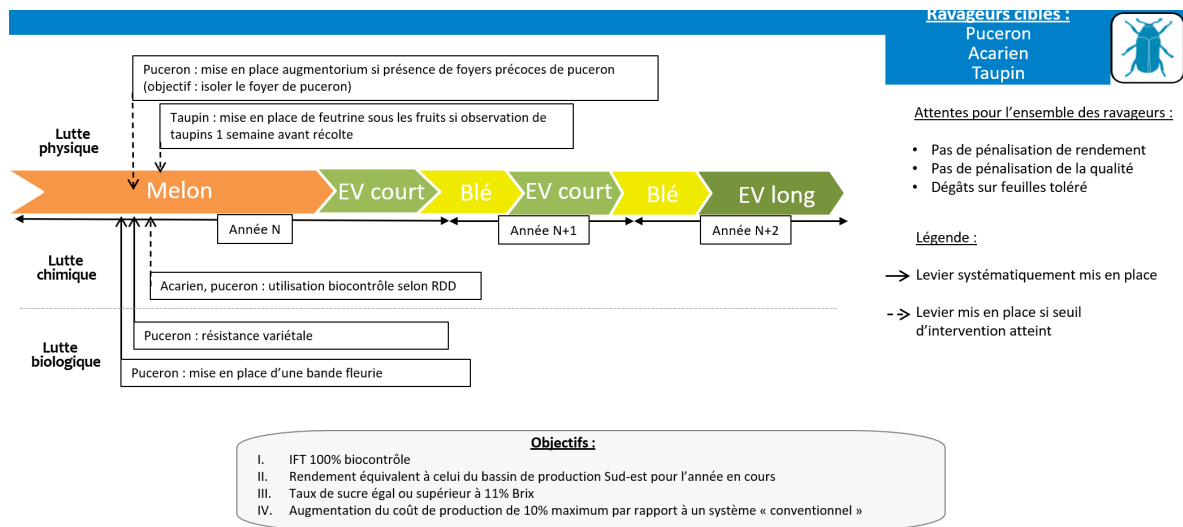 Ravageurs ciblés :
Puceron
Acarien
Taupin
Puceron : mise en place augmentorium si présence de foyers précoces de puceron
(objectif : isoler le foyer de puceron)
Taupin : mise en place de feutrine sous les fruits si observation de
taupins 1 semaine avant récolte
Lutte
physique
Melon
EV court
Blé
EV court
Blé
EV long
Année N
Année N+1
Année N+2
Lutte
chimique
Acarien, puceron : utilisation biocontrôle selon RDD
Puceron : résistance variétale
Lutte
biologique
Puceron : mise en place d’une bande fleurie
Attentes pour l’ensemble des ravageurs :
• Pas de pénalisation de rendement
• Pas de pénalisation de la qualité
• Dégâts sur feuilles toléré
Légende :
Levier systématiquement mis en place
Levier mis en place si seuil
d’intervention atteint
Objectifs :
I. IFT 100% biocontrôle
II. Rendement équivalent à celui du bassin de production Sud-est pour l’année en cours
III. Taux de sucre égal ou supérieur à 11% Brix
IV. Augmentation du coût de production de 10% maximum par rapport à un système « conventionnel »